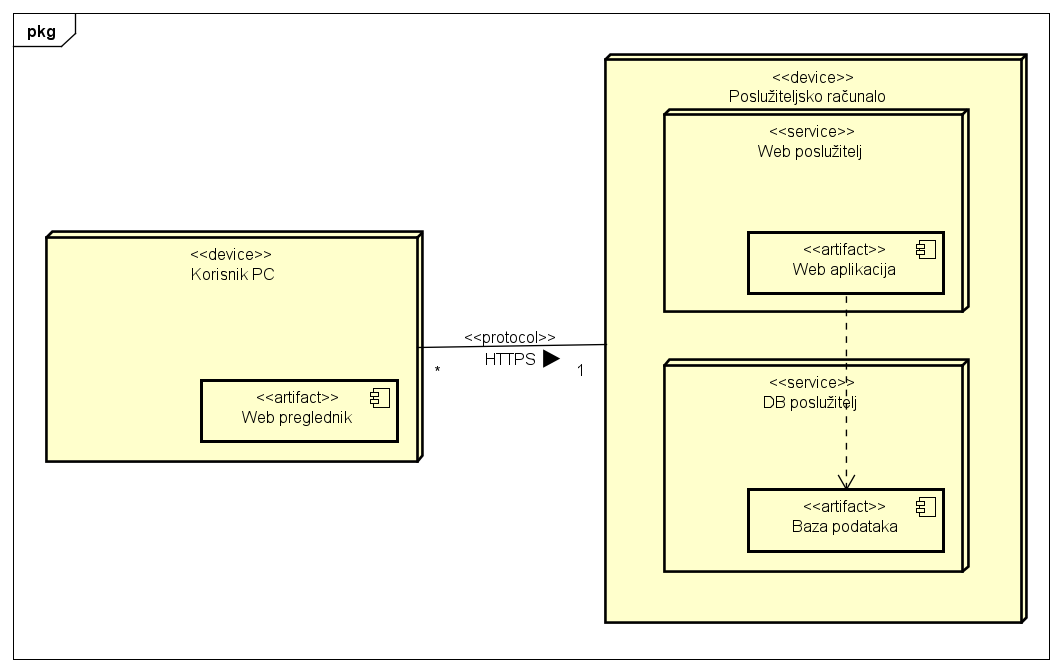 pkg
<<device>>
Korisnik PC
<<artifact>>
Web preglednik
<<protocol>>
HTTPS
*
1
<<device>>
Poslužiteljsko računalo
<<service>>
Web poslužitelj
<<artifact>>
Web aplikacija
<<service>>
DB poslužitelj
<<artifact>>
Baza podataka